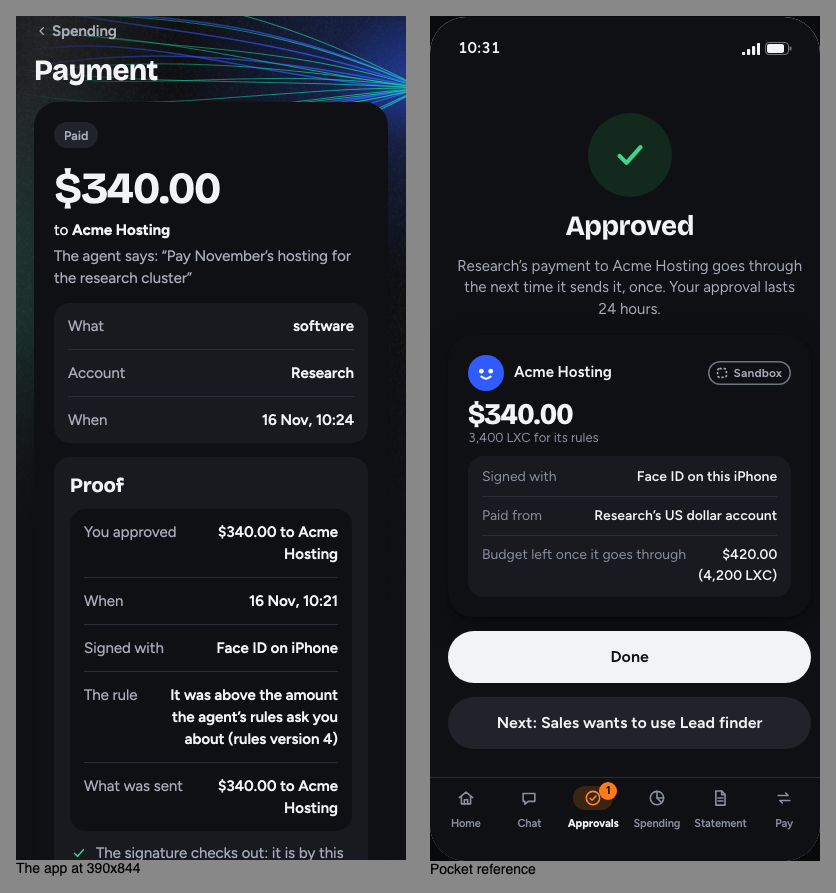 Spending
Payment
Paid
$340.00
to Acme Hosting
The agent says: “Pay November’s hosting for
the research cluster”
What software
Account Research
When 16 Nov, 10:24
Proof
You approved $340.00 to Acme
Hosting
When 16 Nov, 10:21
Signed with Face ID on iPhone
The rule It was above the amount
the agent’s rules ask you
about (rules version 4)
What was sent $340.00 to Acme
Hosting
The signature checks out: it is by this
The app at 390x844
10:31
Approved
Research’s payment to Acme Hosting goes through
the next time it sends it, once. Your approval lasts
24 hours.
Acme Hosting Sandbox
$340.00
3,400 LXC for its rules
Signed with Face ID on this iPhone
Paid from Research’s US dollar account
Budget left once it goes through $420.00
(4,200 LXC)
Done
Next: Sales wants to use Lead finder
1
Home Chat Approvals Spending Statement Pay
Pocket reference